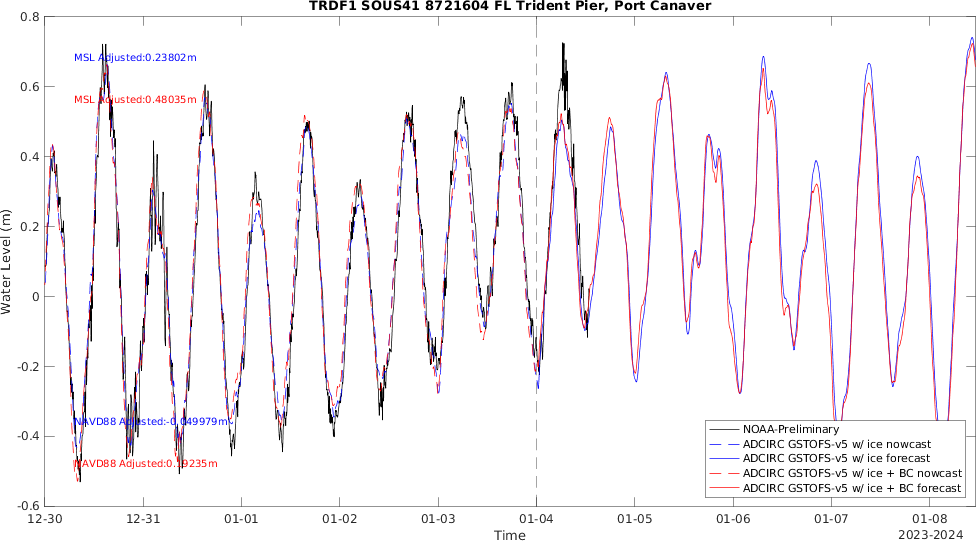 TRDF1 SOUS41 8721604 FL Trident Pier, Port Canaver
0.8
0.6
0.4
0.2
0
-0.2
-0.4
-0.6
Water Level (m)
MSL Adjusted:0.23802m
MSL Adjusted:0.48035m
NAVD88 Adjusted:-0.049979m
NAVD88 Adjusted:0.19235m
NOAA-Preliminary
ADCIRC GSTOFS-v5 w/ ice nowcast
ADCIRC GSTOFS-v5 w/ ice forecast
ADCIRC GSTOFS-v5 w/ ice + BC nowcast
ADCIRC GSTOFS-v5 w/ ice + BC forecast
12-30 12-31 01-01 01-02 01-03 01-04 01-05 01-06 01-07 01-08
Time
2023-2024